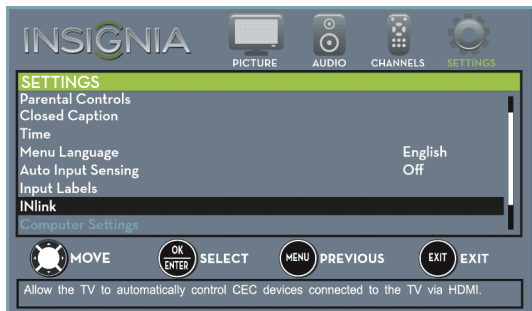 INSIGNIA
PICTURE AUDIO CHANNELS SETTINGS
SETTINGS
Parental Controls
Closed Caption
Time
Menu Language English
Auto Input Sensing Off
Input Labels
INlink
Computer Settings
MOVE OK ENTER SELECT MENU PREVIOUS EXIT EXIT
Allow the TV to automatically control CEC devices connected to the TV via HDMI.